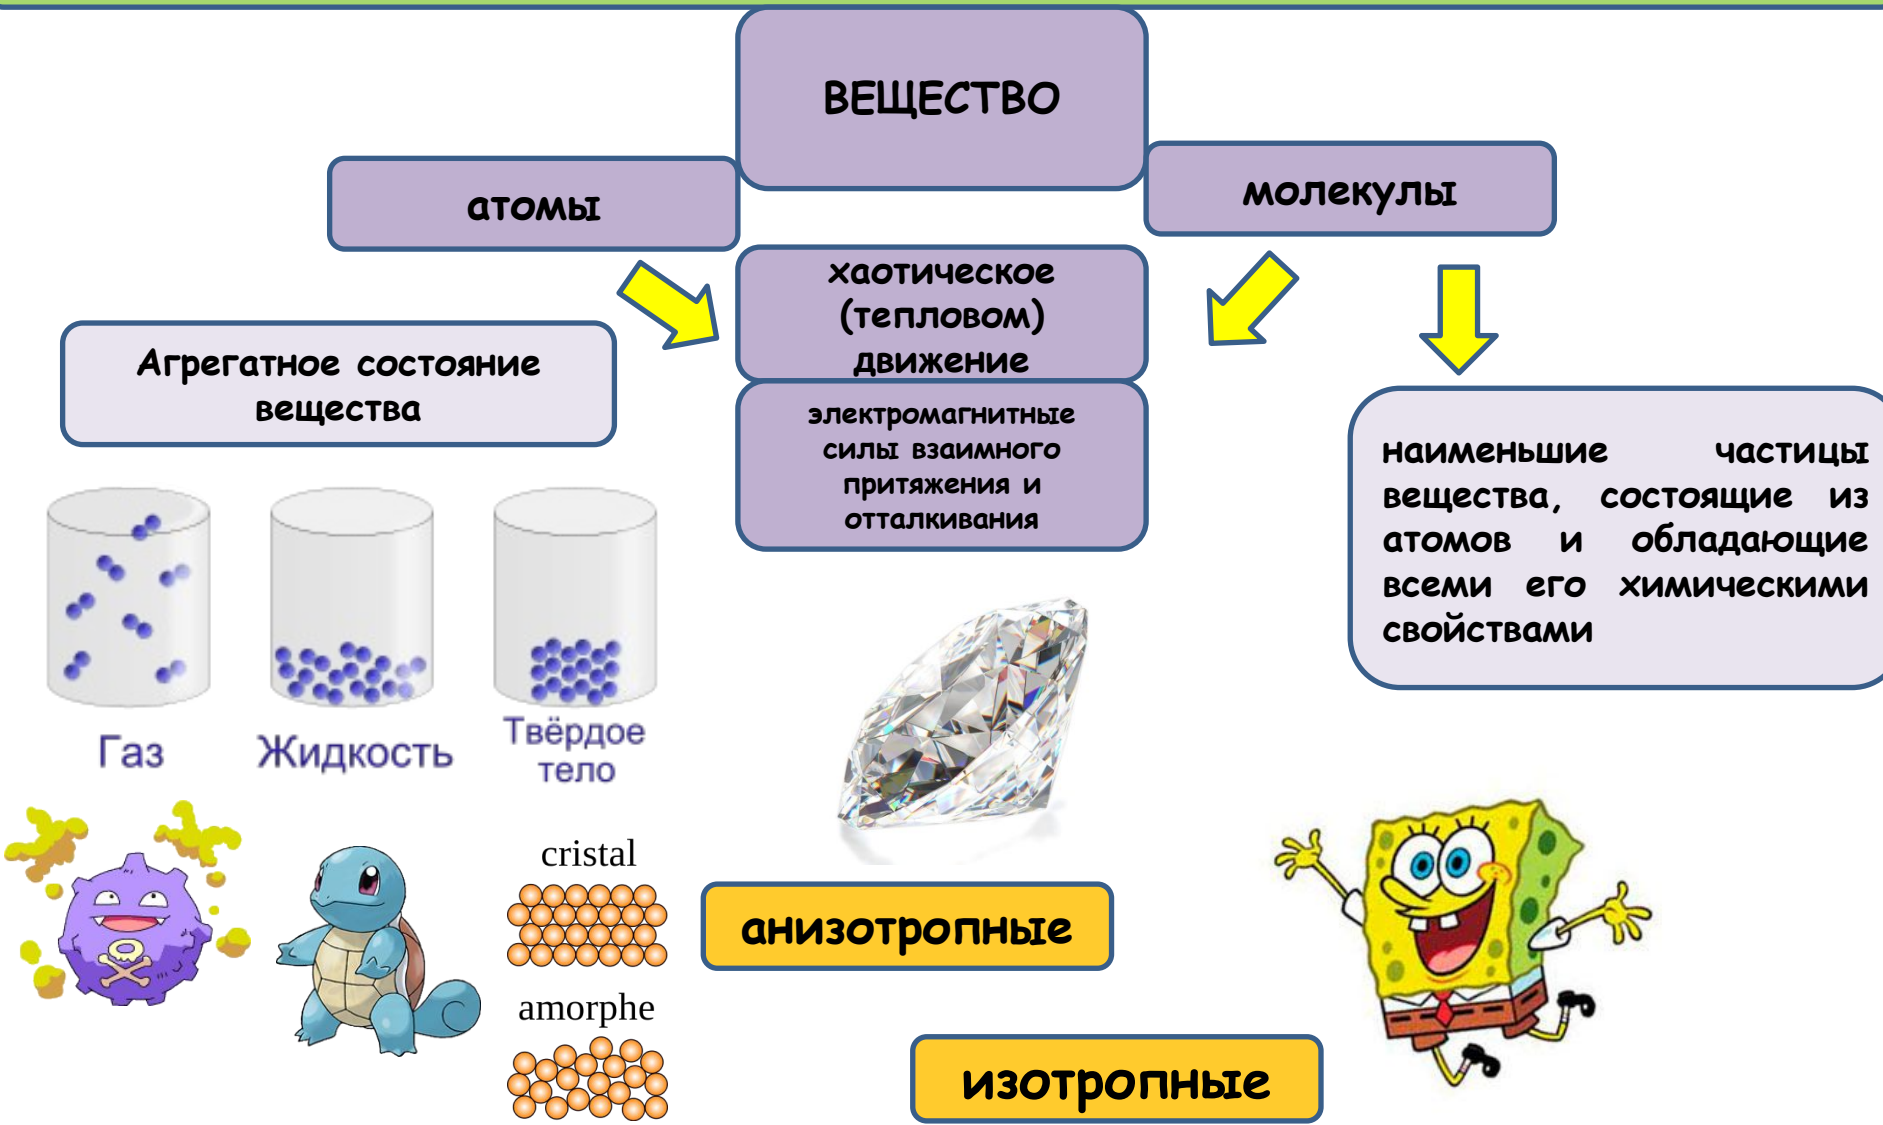 ВЕЩЕСТВО
атомы
молекулы
хаотическое
(тепловом)
движение
электромагнитные
силы взаимного
притяжения и
отталкивания
Агрегатное состояние
вещества
наименьшие частицы
вещества, состоящие из
атомов и обладающие
всеми его химическими
свойствами
Газ
Жидкость
Твёрдое
тело
cristal
amorphe
анизотропные
изотропные